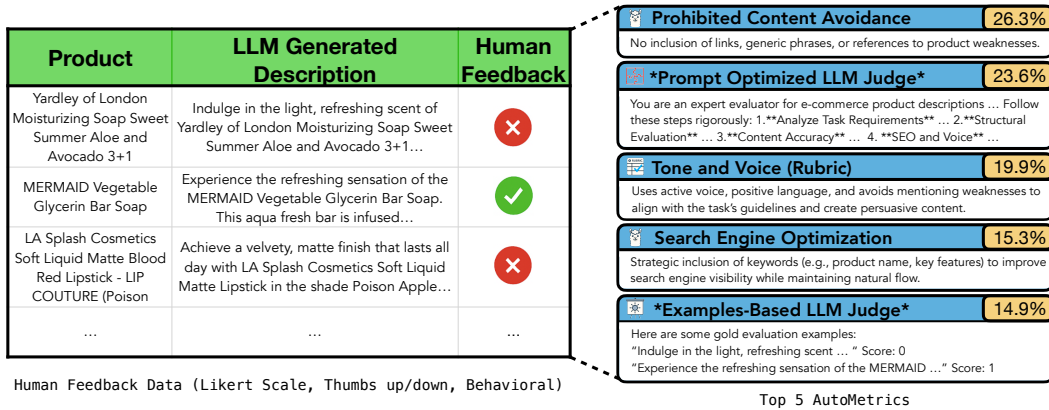 Product
LLM Generated
Description
Human
Feedback
Yardley of London
Moisturizing Soap Sweet
Summer Aloe and
Avocado 3+1
Indulge in the light, refreshing scent of
Yardley of London Moisturizing Soap Sweet
Summer Aloe and Avocado 3+1...
MERMAID Vegetable
Glycerin Bar Soap
Experience the refreshing sensation of the
MERMAID Vegetable Glycerin Bar Soap.
This aqua fresh bar is infused...
LA Splash Cosmetics
Soft Liquid Matte Blood
Red Lipstick - LIP
COUTURE (Poison
Achieve a velvety, matte finish that lasts all
day with LA Splash Cosmetics Soft Liquid
Matte Lipstick in the shade Poison Apple...
...
...
...
Human Feedback Data (Likert Scale, Thumbs up/down, Behavioral)
Prohibited Content Avoidance 26.3%
No inclusion of links, generic phrases, or references to product weaknesses.
*Prompt Optimized LLM Judge* 23.6%
You are an expert evaluator for e-commerce product descriptions ... Follow
these steps rigorously: 1.**Analyze Task Requirements** ... 2.**Structural
Evaluation** ... 3.**Content Accuracy** ... 4. **SEO and Voice** ...
Tone and Voice (Rubric) 19.9%
Uses active voice, positive language, and avoids mentioning weaknesses to
align with the task's guidelines and create persuasive content.
Search Engine Optimization 15.3%
Strategic inclusion of keywords (e.g., product name, key features) to improve
search engine visibility while maintaining natural flow.
*Examples-Based LLM Judge* 14.9%
Here are some gold evaluation examples:
"Indulge in the light, refreshing scent ... " Score: 0
"Experience the refreshing sensation of the MERMAID ..." Score: 1
Top 5 AutoMetrics